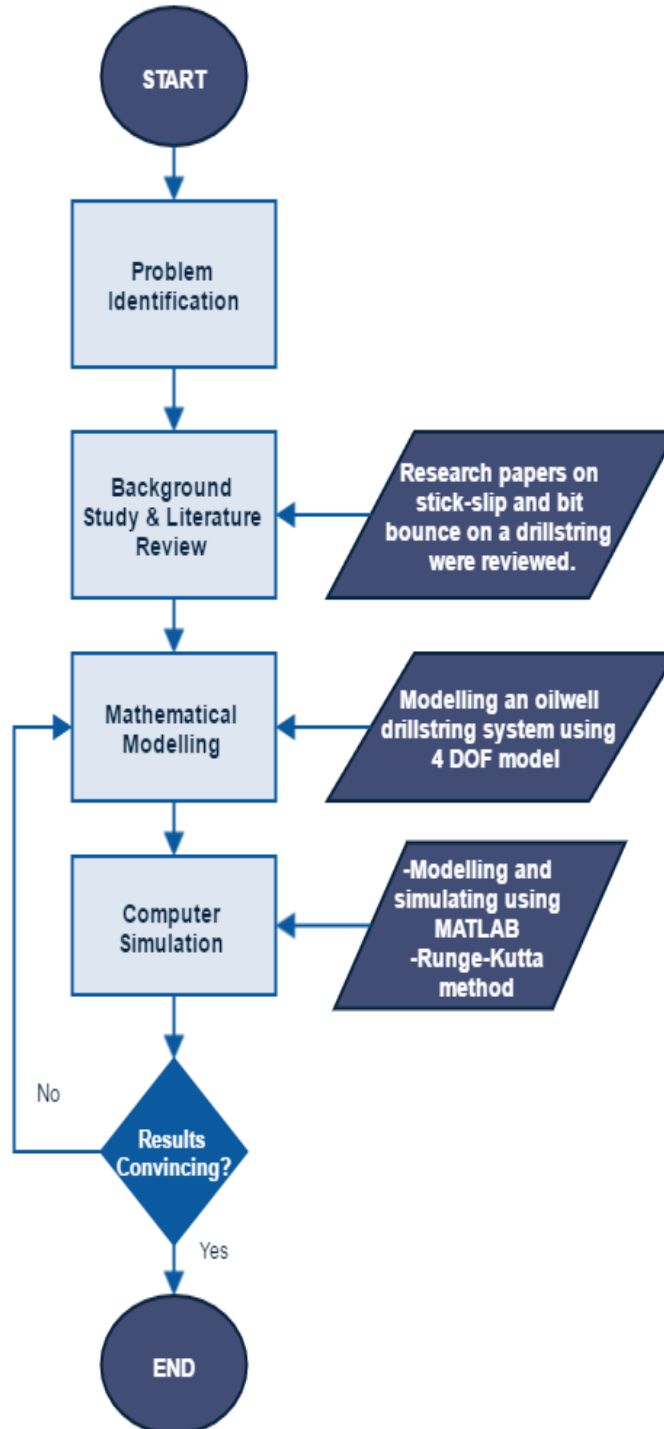 START
Problem
Identification
Background
Study & Literature
Review
Research papers on
stick-slip and bit
bounce on a drillstring
were reviewed.
Mathematical
Modelling
Modelling an oilwell
drillstring system using
4 DOF model
Computer
Simulation
-Modelling and
simulating using
MATLAB
-Runge-Kutta
method
No
Results
Convincing?
Yes
END